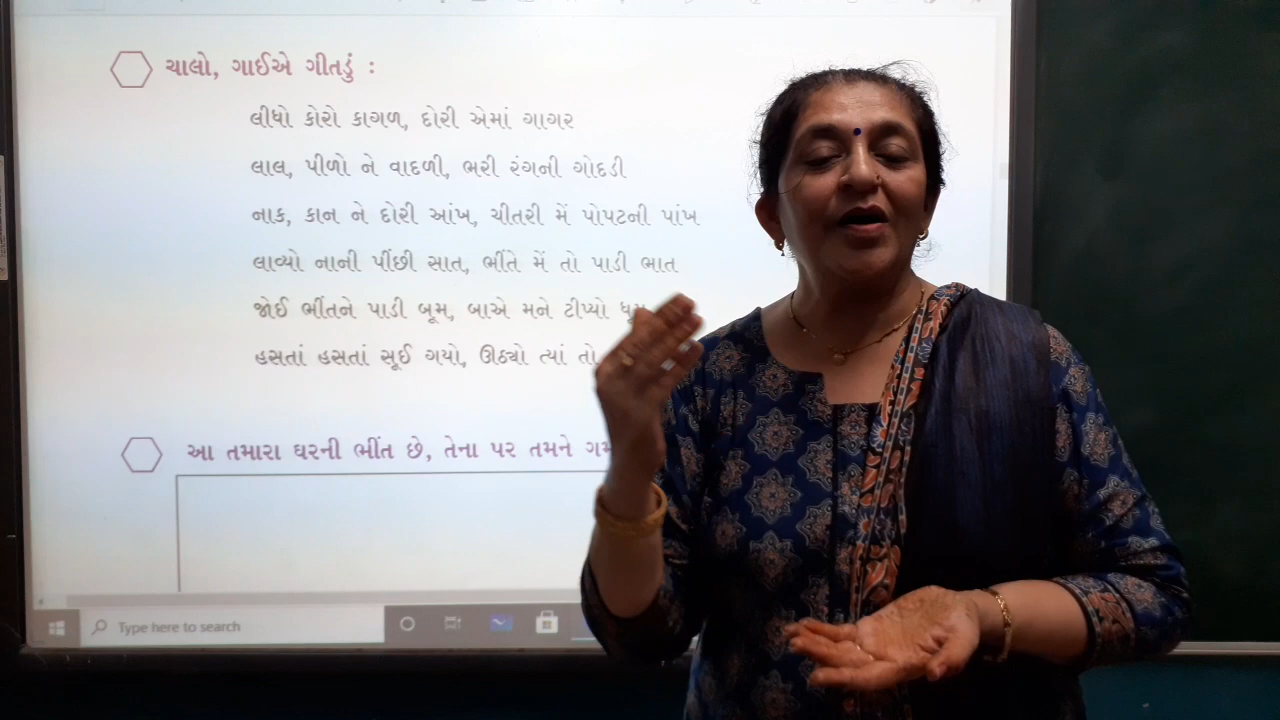 ચાલો, ગાઈએ ગીતડું :
લીધો કોરો કાગળ, દોરી એમાં ગાગર
લાલ, પીળો ને વાદળી, ભરી રંગની ગોદડી
નાક, કાન ને દોરી આંખ, ચીતરી મેં પોપટની પાંખ
લાવ્યો નાની પીંછી સાત, ભીંતે મેં તો પાડી ભાત
જોઈ ભીંતને પાડી બૂમ, બાએ મને ટીપ્યો
હસતાં હસતાં સૂઈ ગયો, ઊઠ્યો ત્યાં તો
આ તમારા ઘરની ભીંત છે, તેના પર તમને
Type here to search